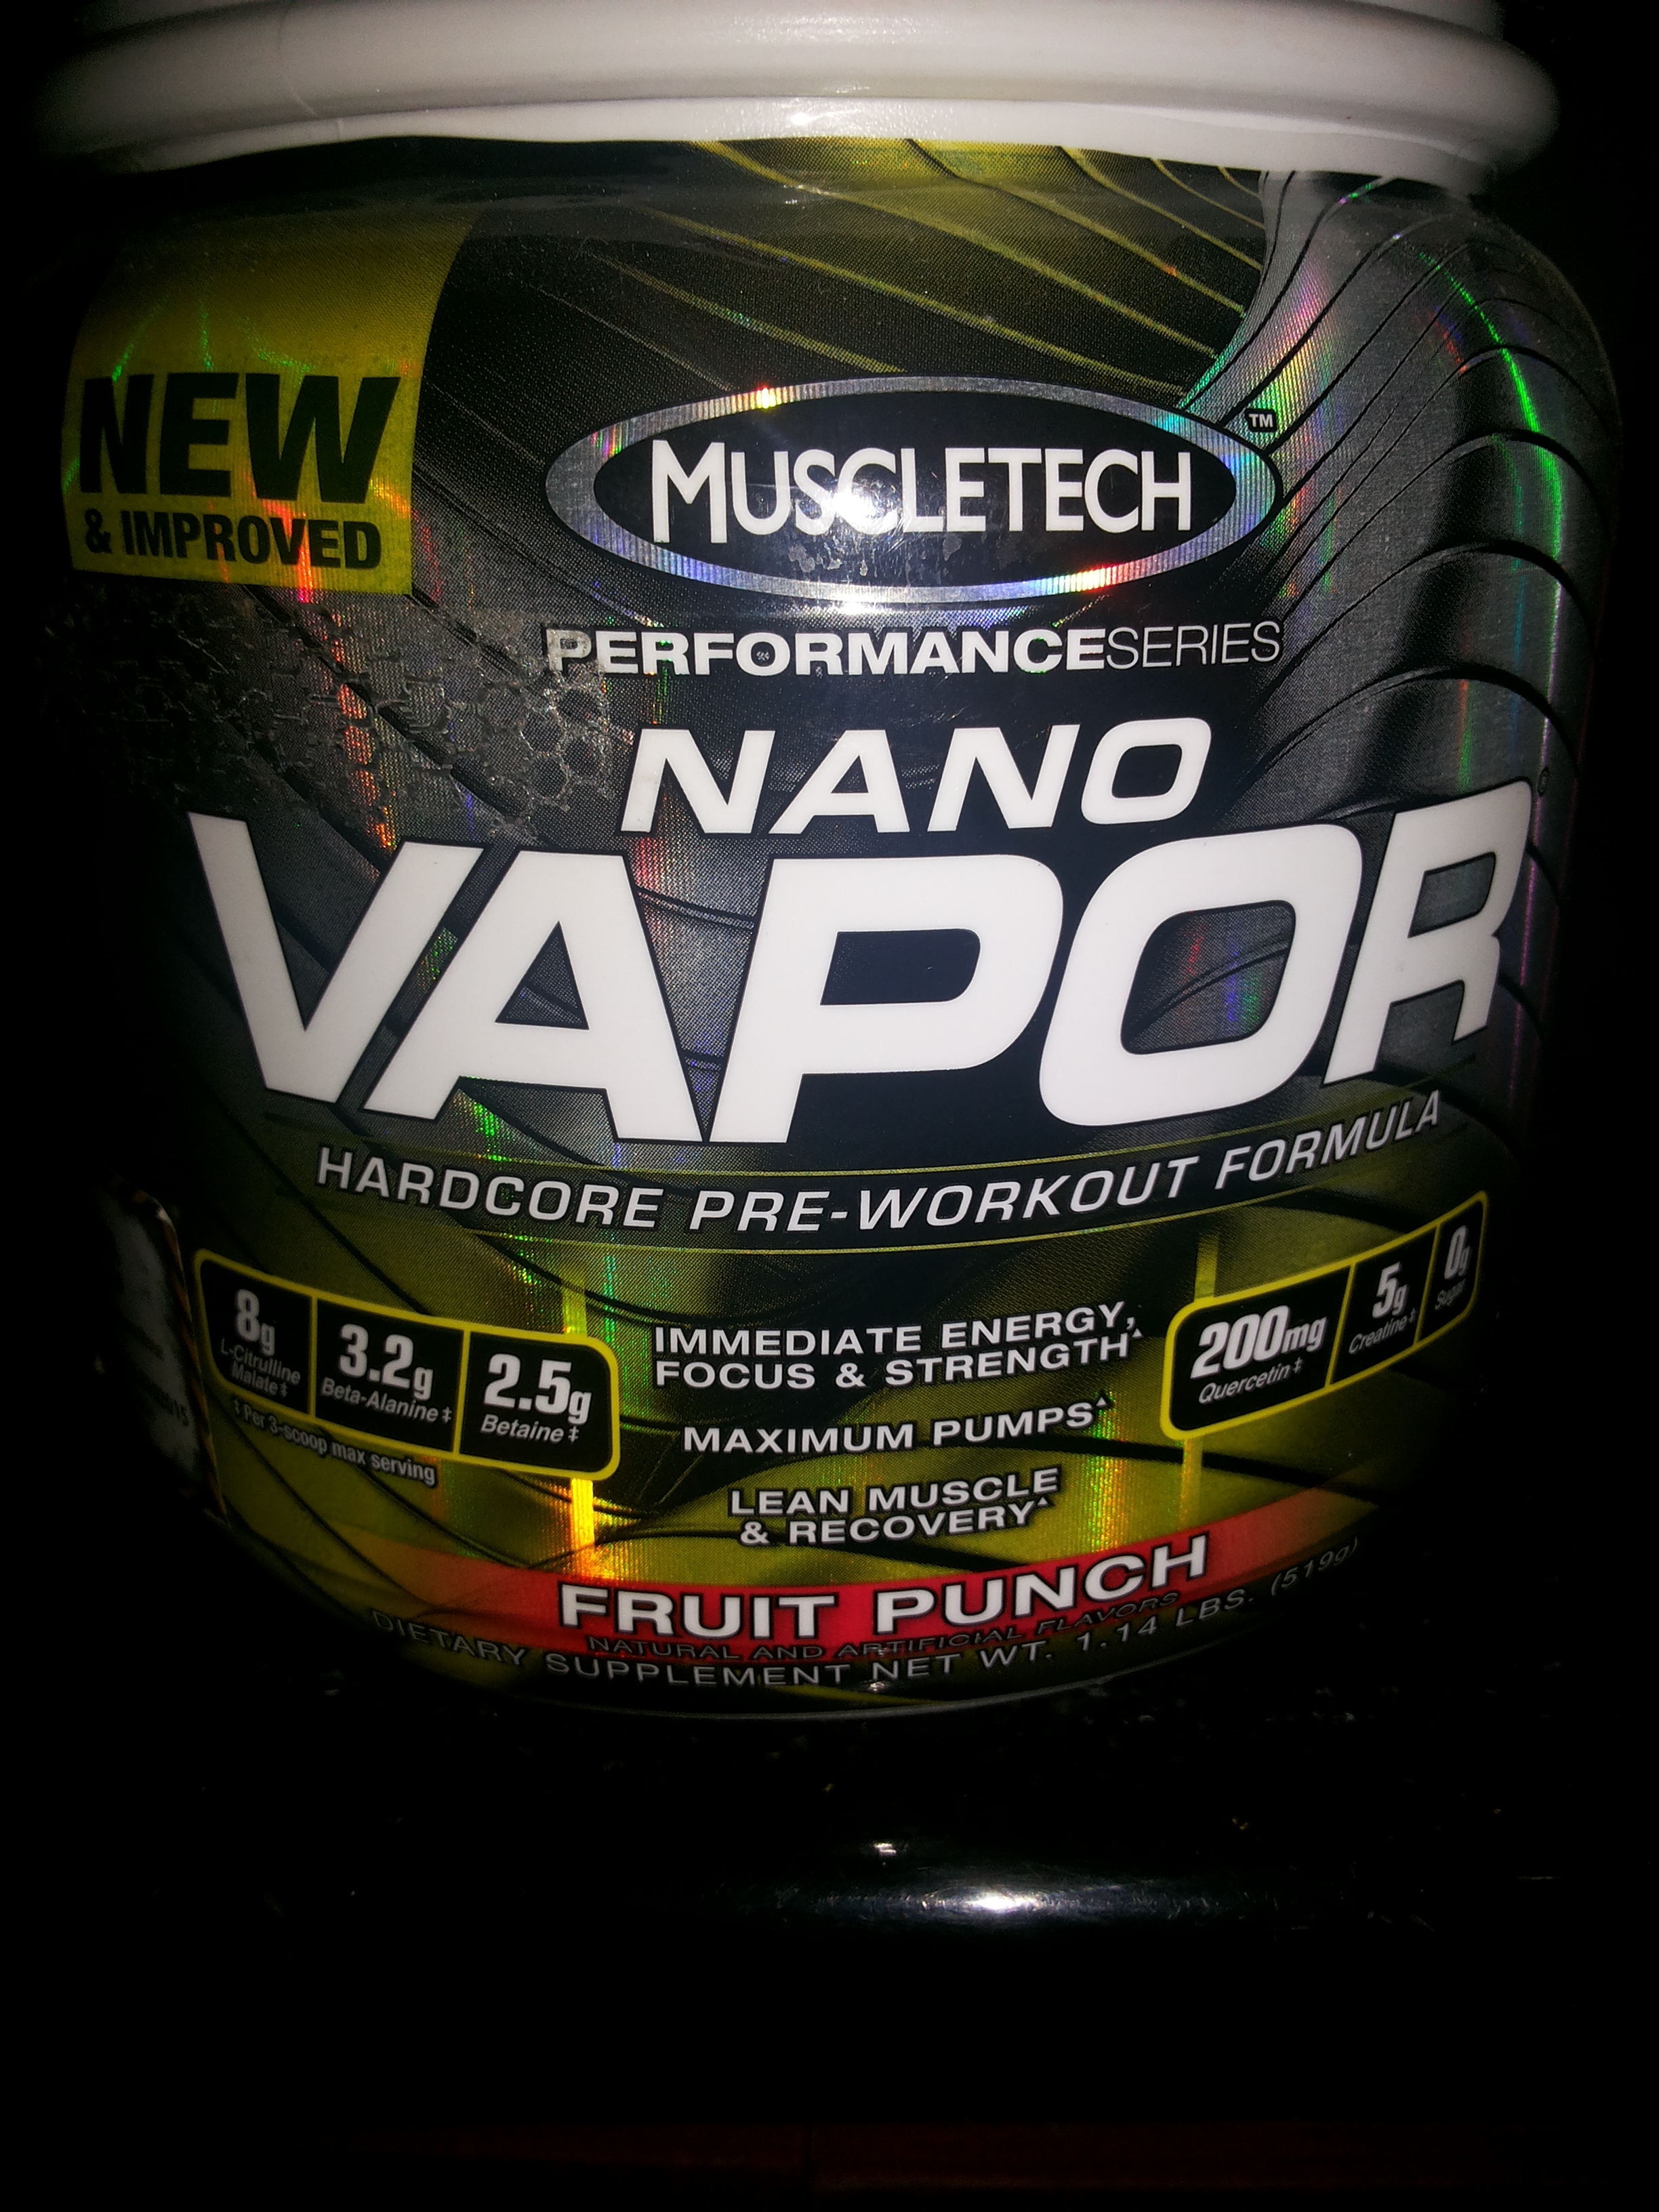 NEW
& IMPROVED
MUSCLETECH™
PERFORMANCESERIES
NANO
VAPOR
HARDCORE PRE-WORKOUT FORMULA
8g
L-Citrulline
Malate‡
3.2g
Beta-Alanine‡
2.5g
Betaine‡
‡ Per 3-scoop max serving
IMMEDIATE ENERGY,
FOCUS & STRENGTH^
MAXIMUM PUMPS^
LEAN MUSCLE
& RECOVERY^
200mg
Quercetin‡
5g
Creatine‡
0g
Sugar
FRUIT PUNCH
NATURAL AND ARTIFICIAL FLAVORS
DIETARY SUPPLEMENT NET WT. 1.14 LBS. (519g)